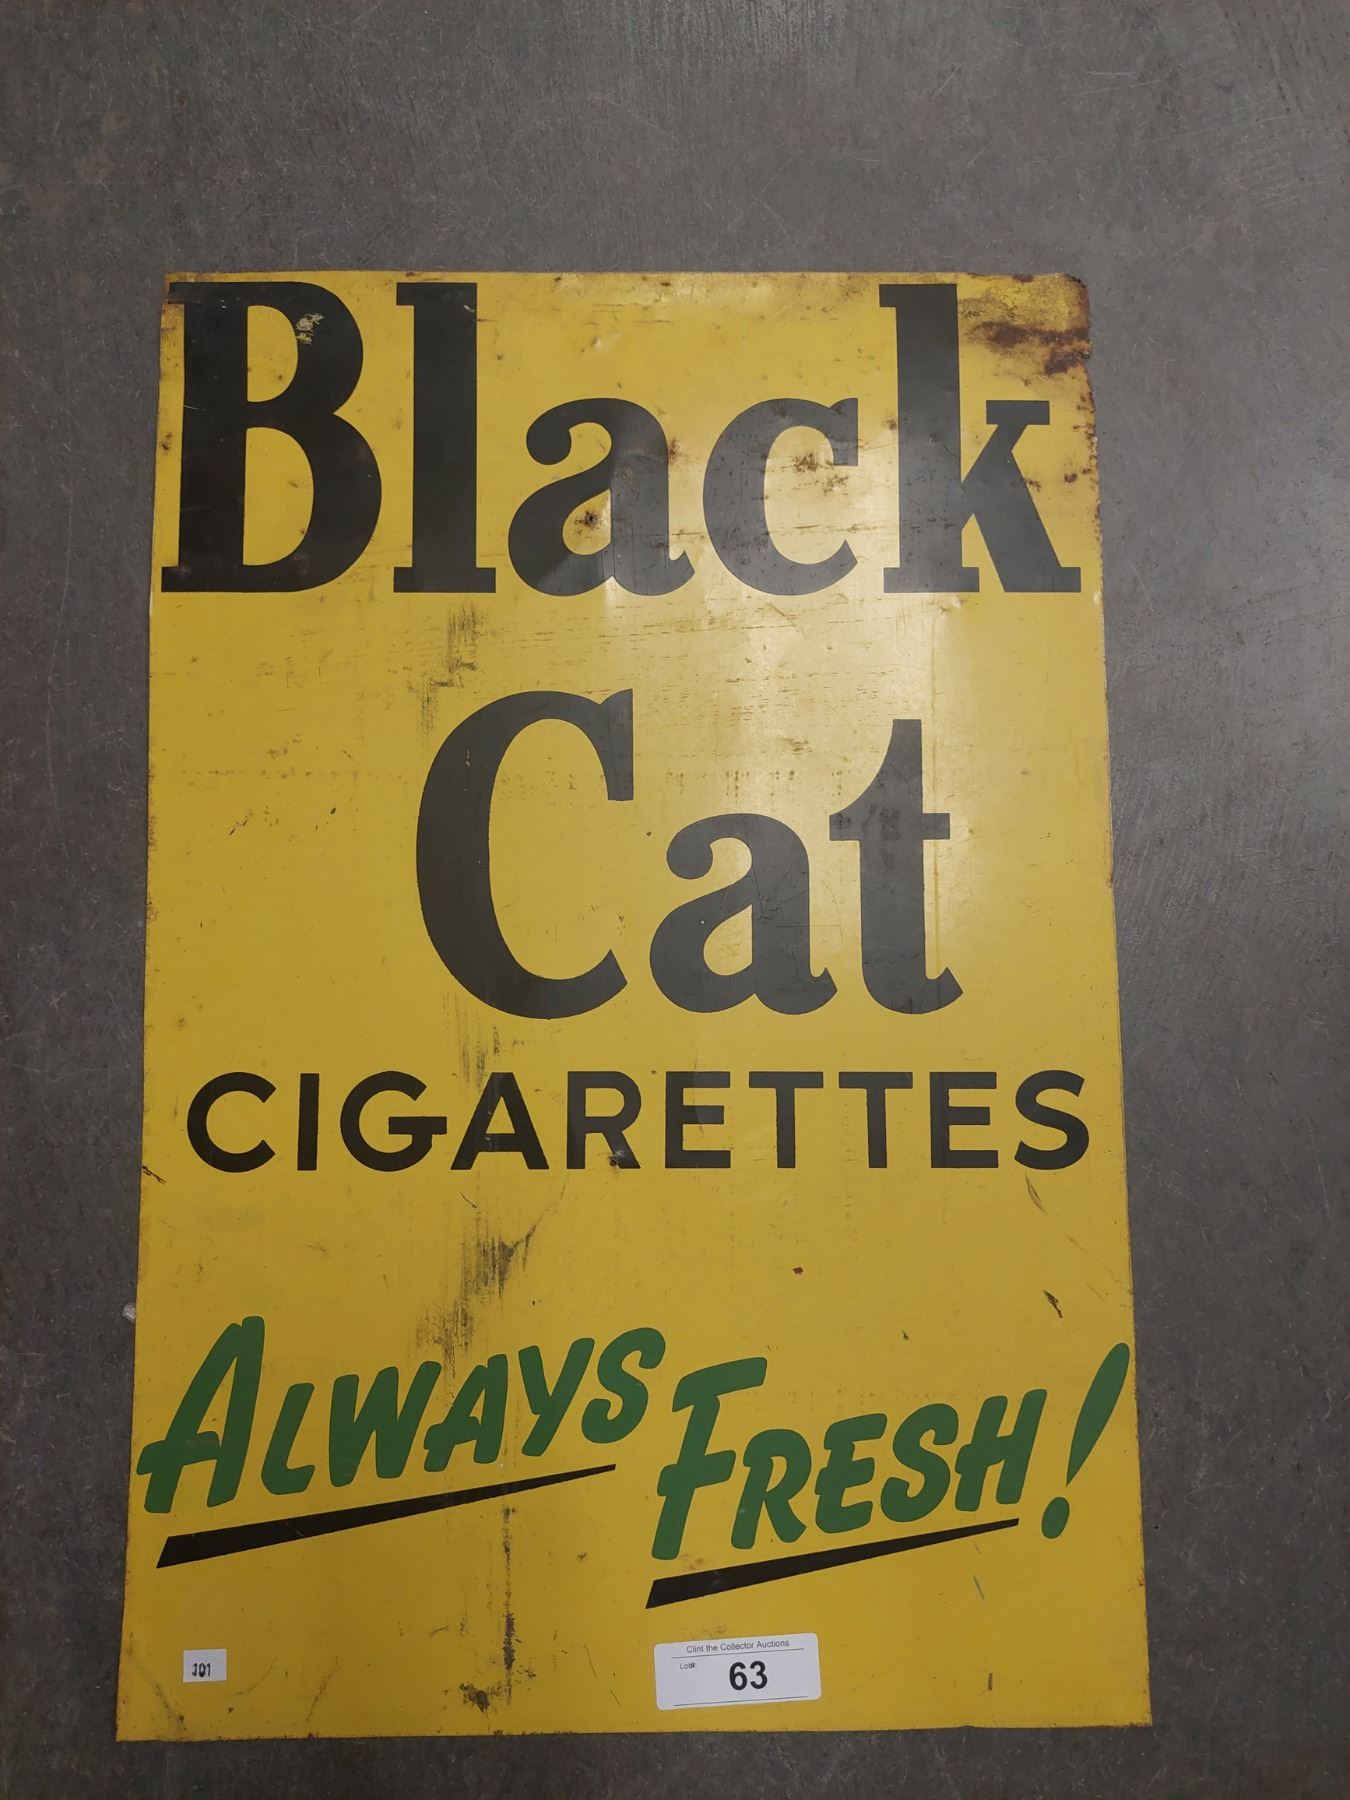 Black
Cat
CIGARETTES
ALWAYS FRESH!
101
Clint the Collector Auctions
Lot#: 63